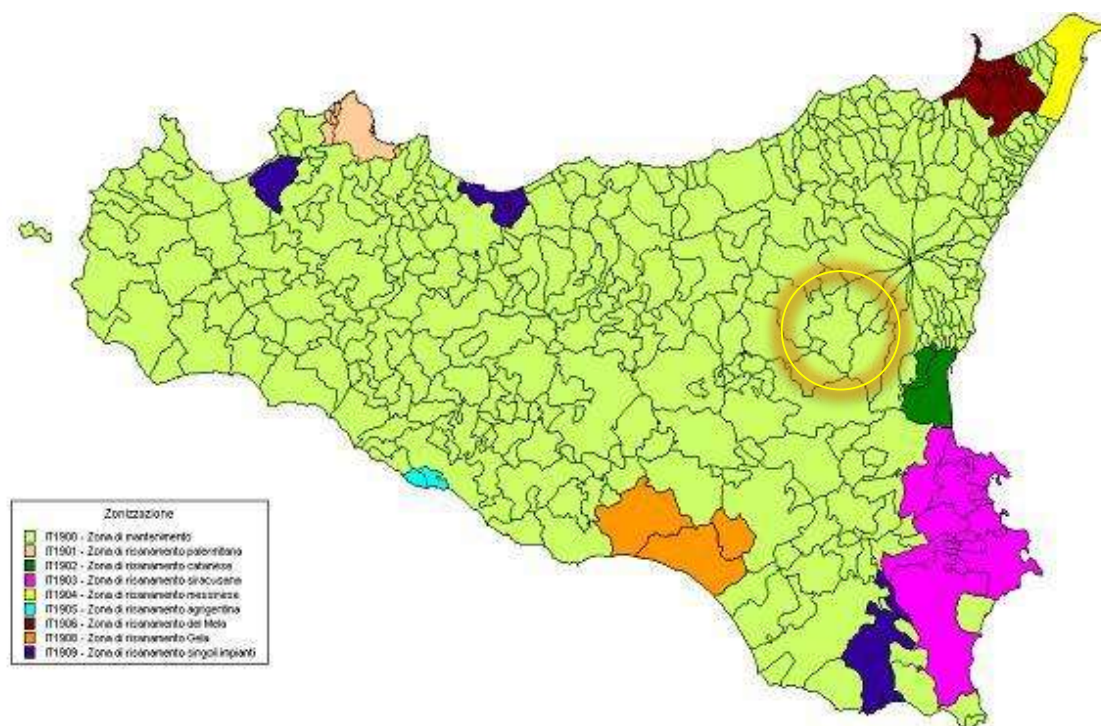 Zonizzazione
IT1900 - Zona di mantenimento
IT1901 - Zona di risanamento palermitana
IT1902 - Zona di risanamento catanese
IT1903 - Zona di risanamento siracusana
IT1904 - Zona di risanamento messinese
IT1905 - Zona di risanamento agrigentina
IT1906 - Zona di risanamento del Mela
IT1908 - Zona di risanamento Gela
IT1909 - Zona di risanamento singoli impianti